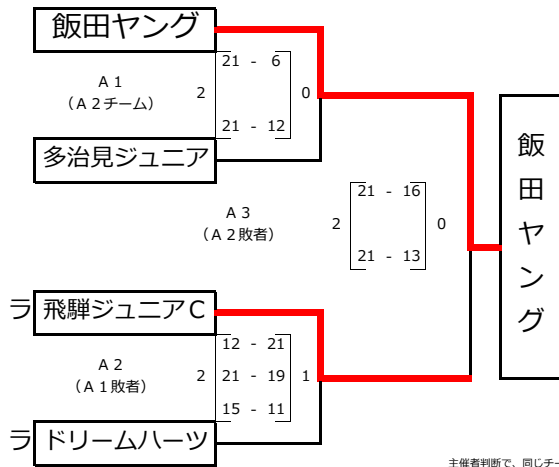 飯田ヤング
A1
(A2チーム)
2
21 - 6
21 - 12
0
多治見ジュニア
A3
(A2敗者)
2
21 - 16
21 - 13
0
飯田ヤング
ラ 飛騨ジュニアC
A2
(A1敗者)
2
12 - 21
21 - 19
15 - 11
1
ラ ドリームハーツ
主催者判断で、同じチー